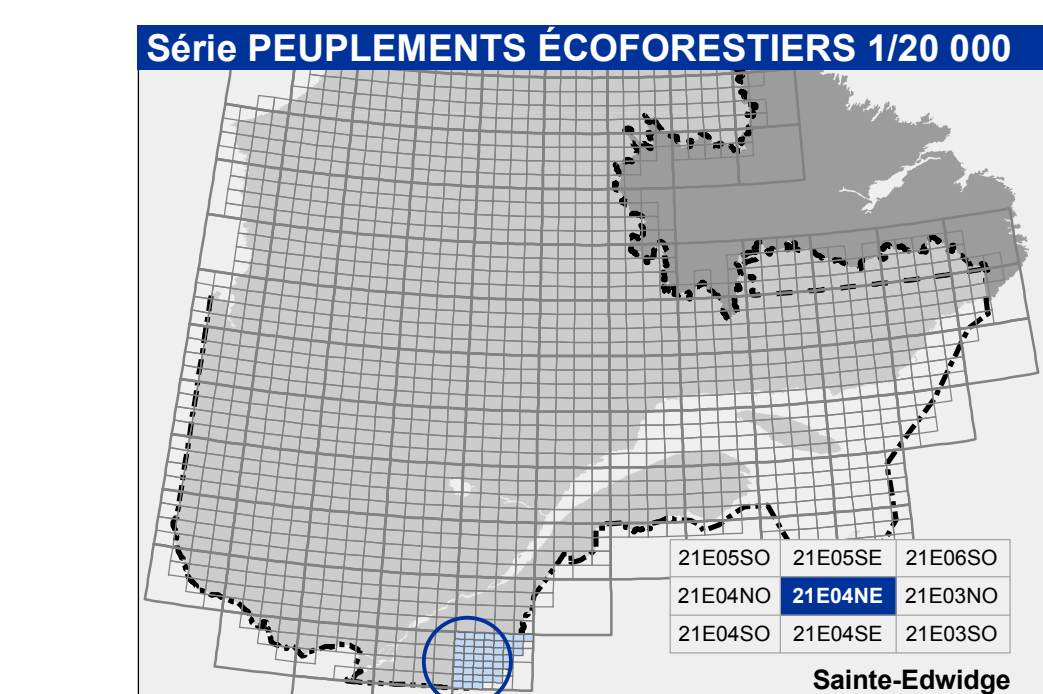 Série PEUPLEMENTS ÉCOFORESTIERS 1/20 000
21E05SO 21E05SE 21E06SO
21E04NO 21E04NE 21E03NO
21E04SO 21E04SE 21E03SO
Sainte-Edwidge